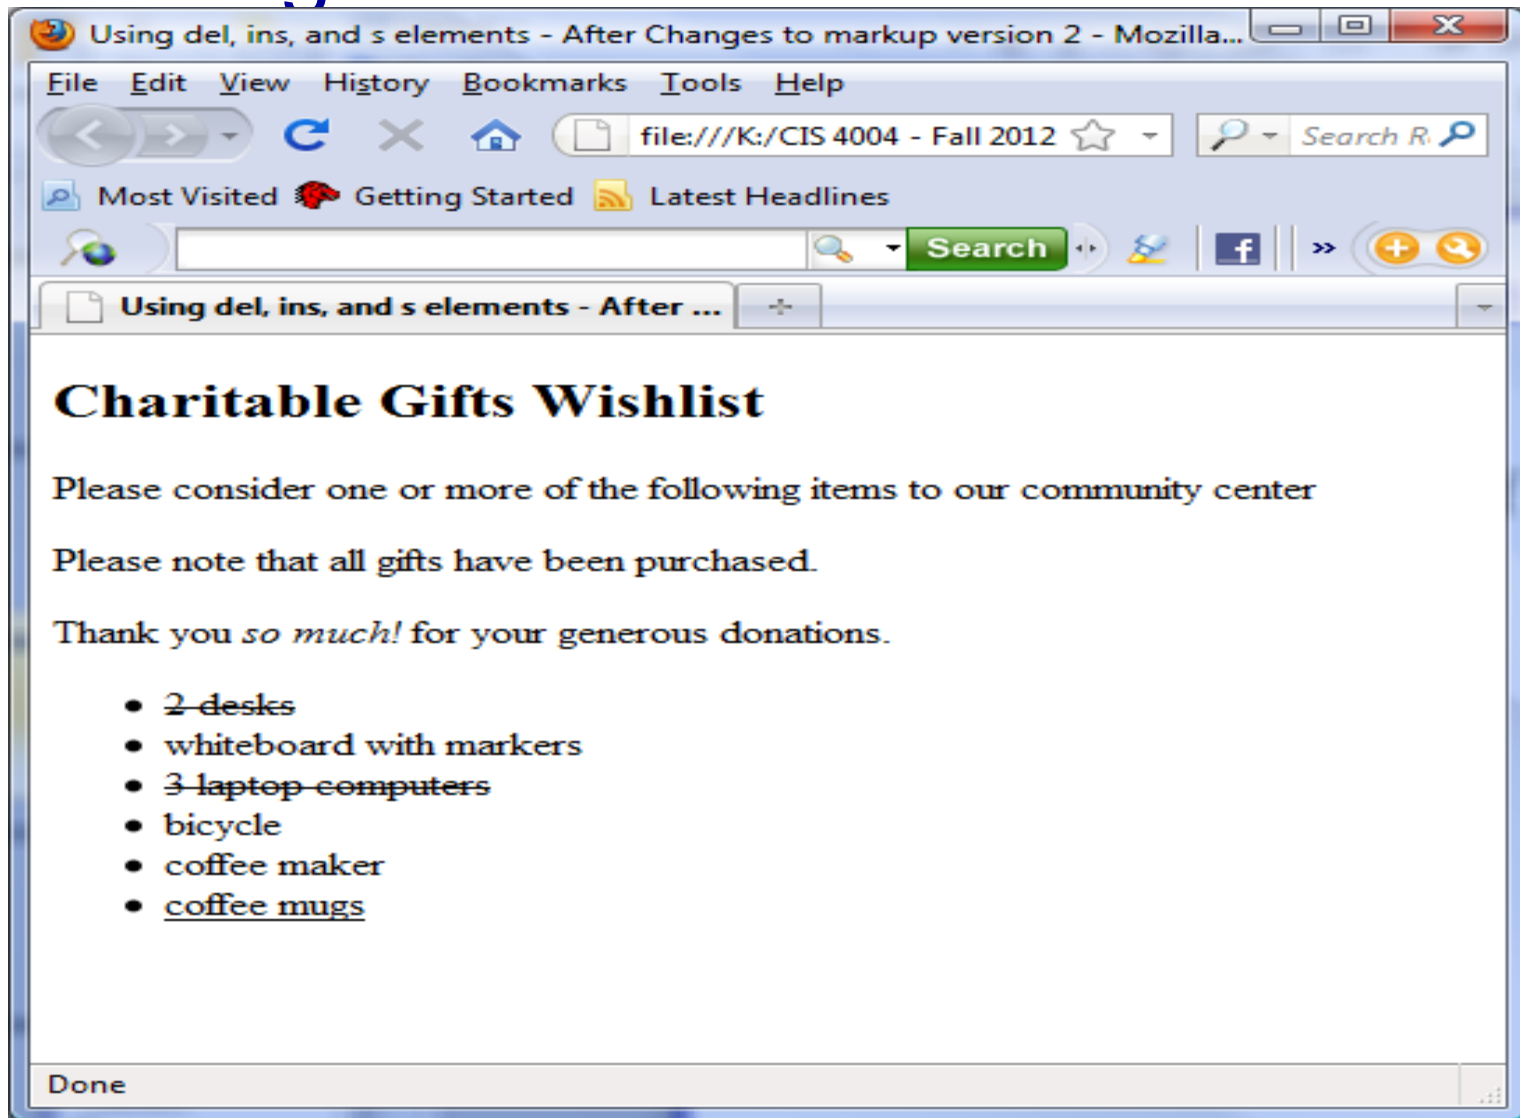 Using del, ins, and s elements - After Changes to markup version 2 - Mozilla...
File Edit View History Bookmarks Tools Help
file:///K:/CIS 4004 - Fall 2012
Search R
Most Visited Getting Started Latest Headlines
Search f »
Using del, ins, and s elements - After ...
Charitable Gifts Wishlist
Please consider one or more of the following items to our community center
Please note that all gifts have been purchased.
Thank you so much! for your generous donations.
• 2 desks
• whiteboard with markers
• 3 laptop computers
• bicycle
• coffee maker
• coffee mugs
Done